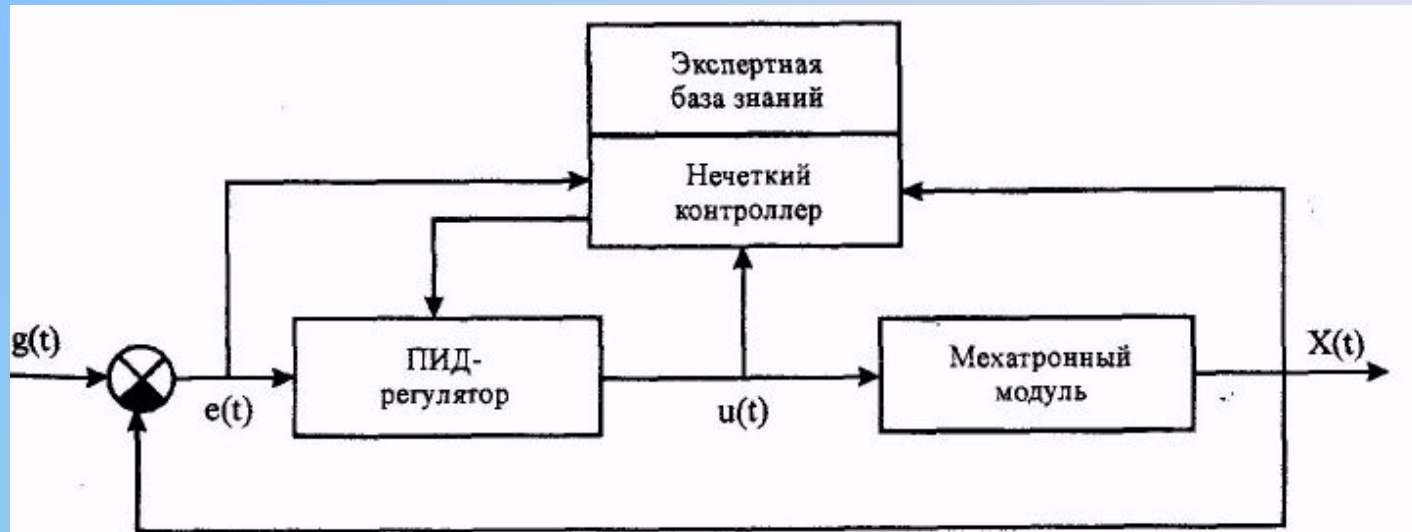 Экспертная
база знаний
Нечеткий
контроллер
g(t)
e(t)
ПИД-
регулятор
u(t)
Мехатронный
модуль
X(t)